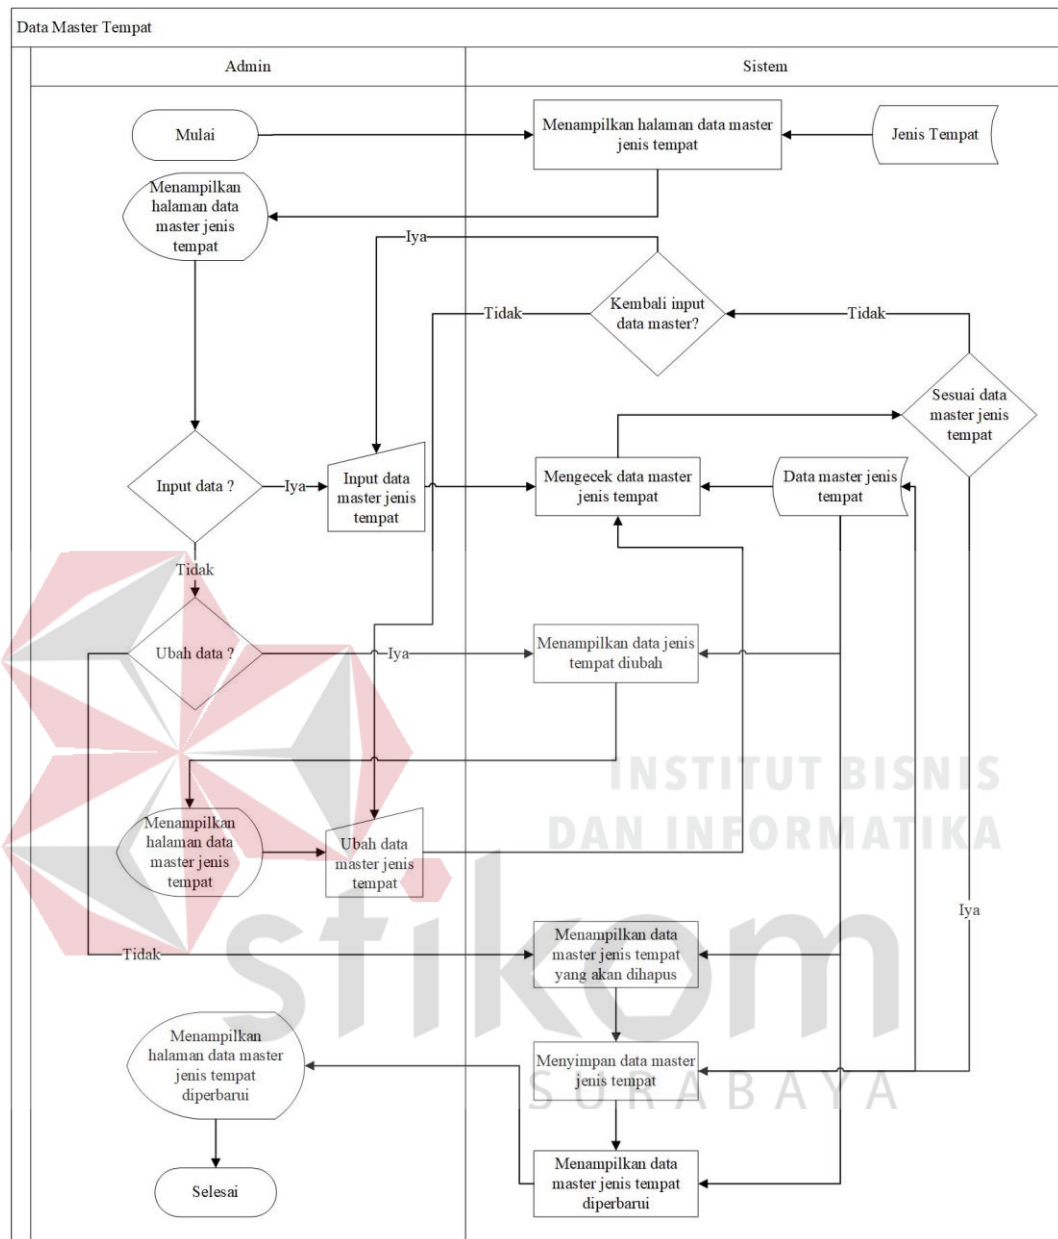 Data Master Tempat
Admin
Sistem
Mulai
Menampilkan halaman data master
jenis tempat
Jenis Tempat
Menampilkan
halaman data
master jenis
tempat
Iya
Tidak
Kembali input
data master?
Tidak
Sesuai data
master jenis
tempat
Input data ?
Iya
Input data
master jenis
tempat
Mengecek data master
jenis tempat
Data master jenis
tempat
Tidak
Ubah data ?
Iya
Menampilkan data jenis
tempat diubah
INSTITUT BISNIS
DAN INFORMATIKA
Menampilkan
halaman data
master jenis
tempat
Ubah data
master jenis
tempat
Iya
stikom
SURABAYA
Tidak
Menampilkan data
master jenis tempat
yang akan dihapus
Menampilkan
halaman data master
jenis tempat
diperbarui
Menyimpan data master
jenis tempat
Menampilkan data
master jenis tempat
diperbarui
Selesai